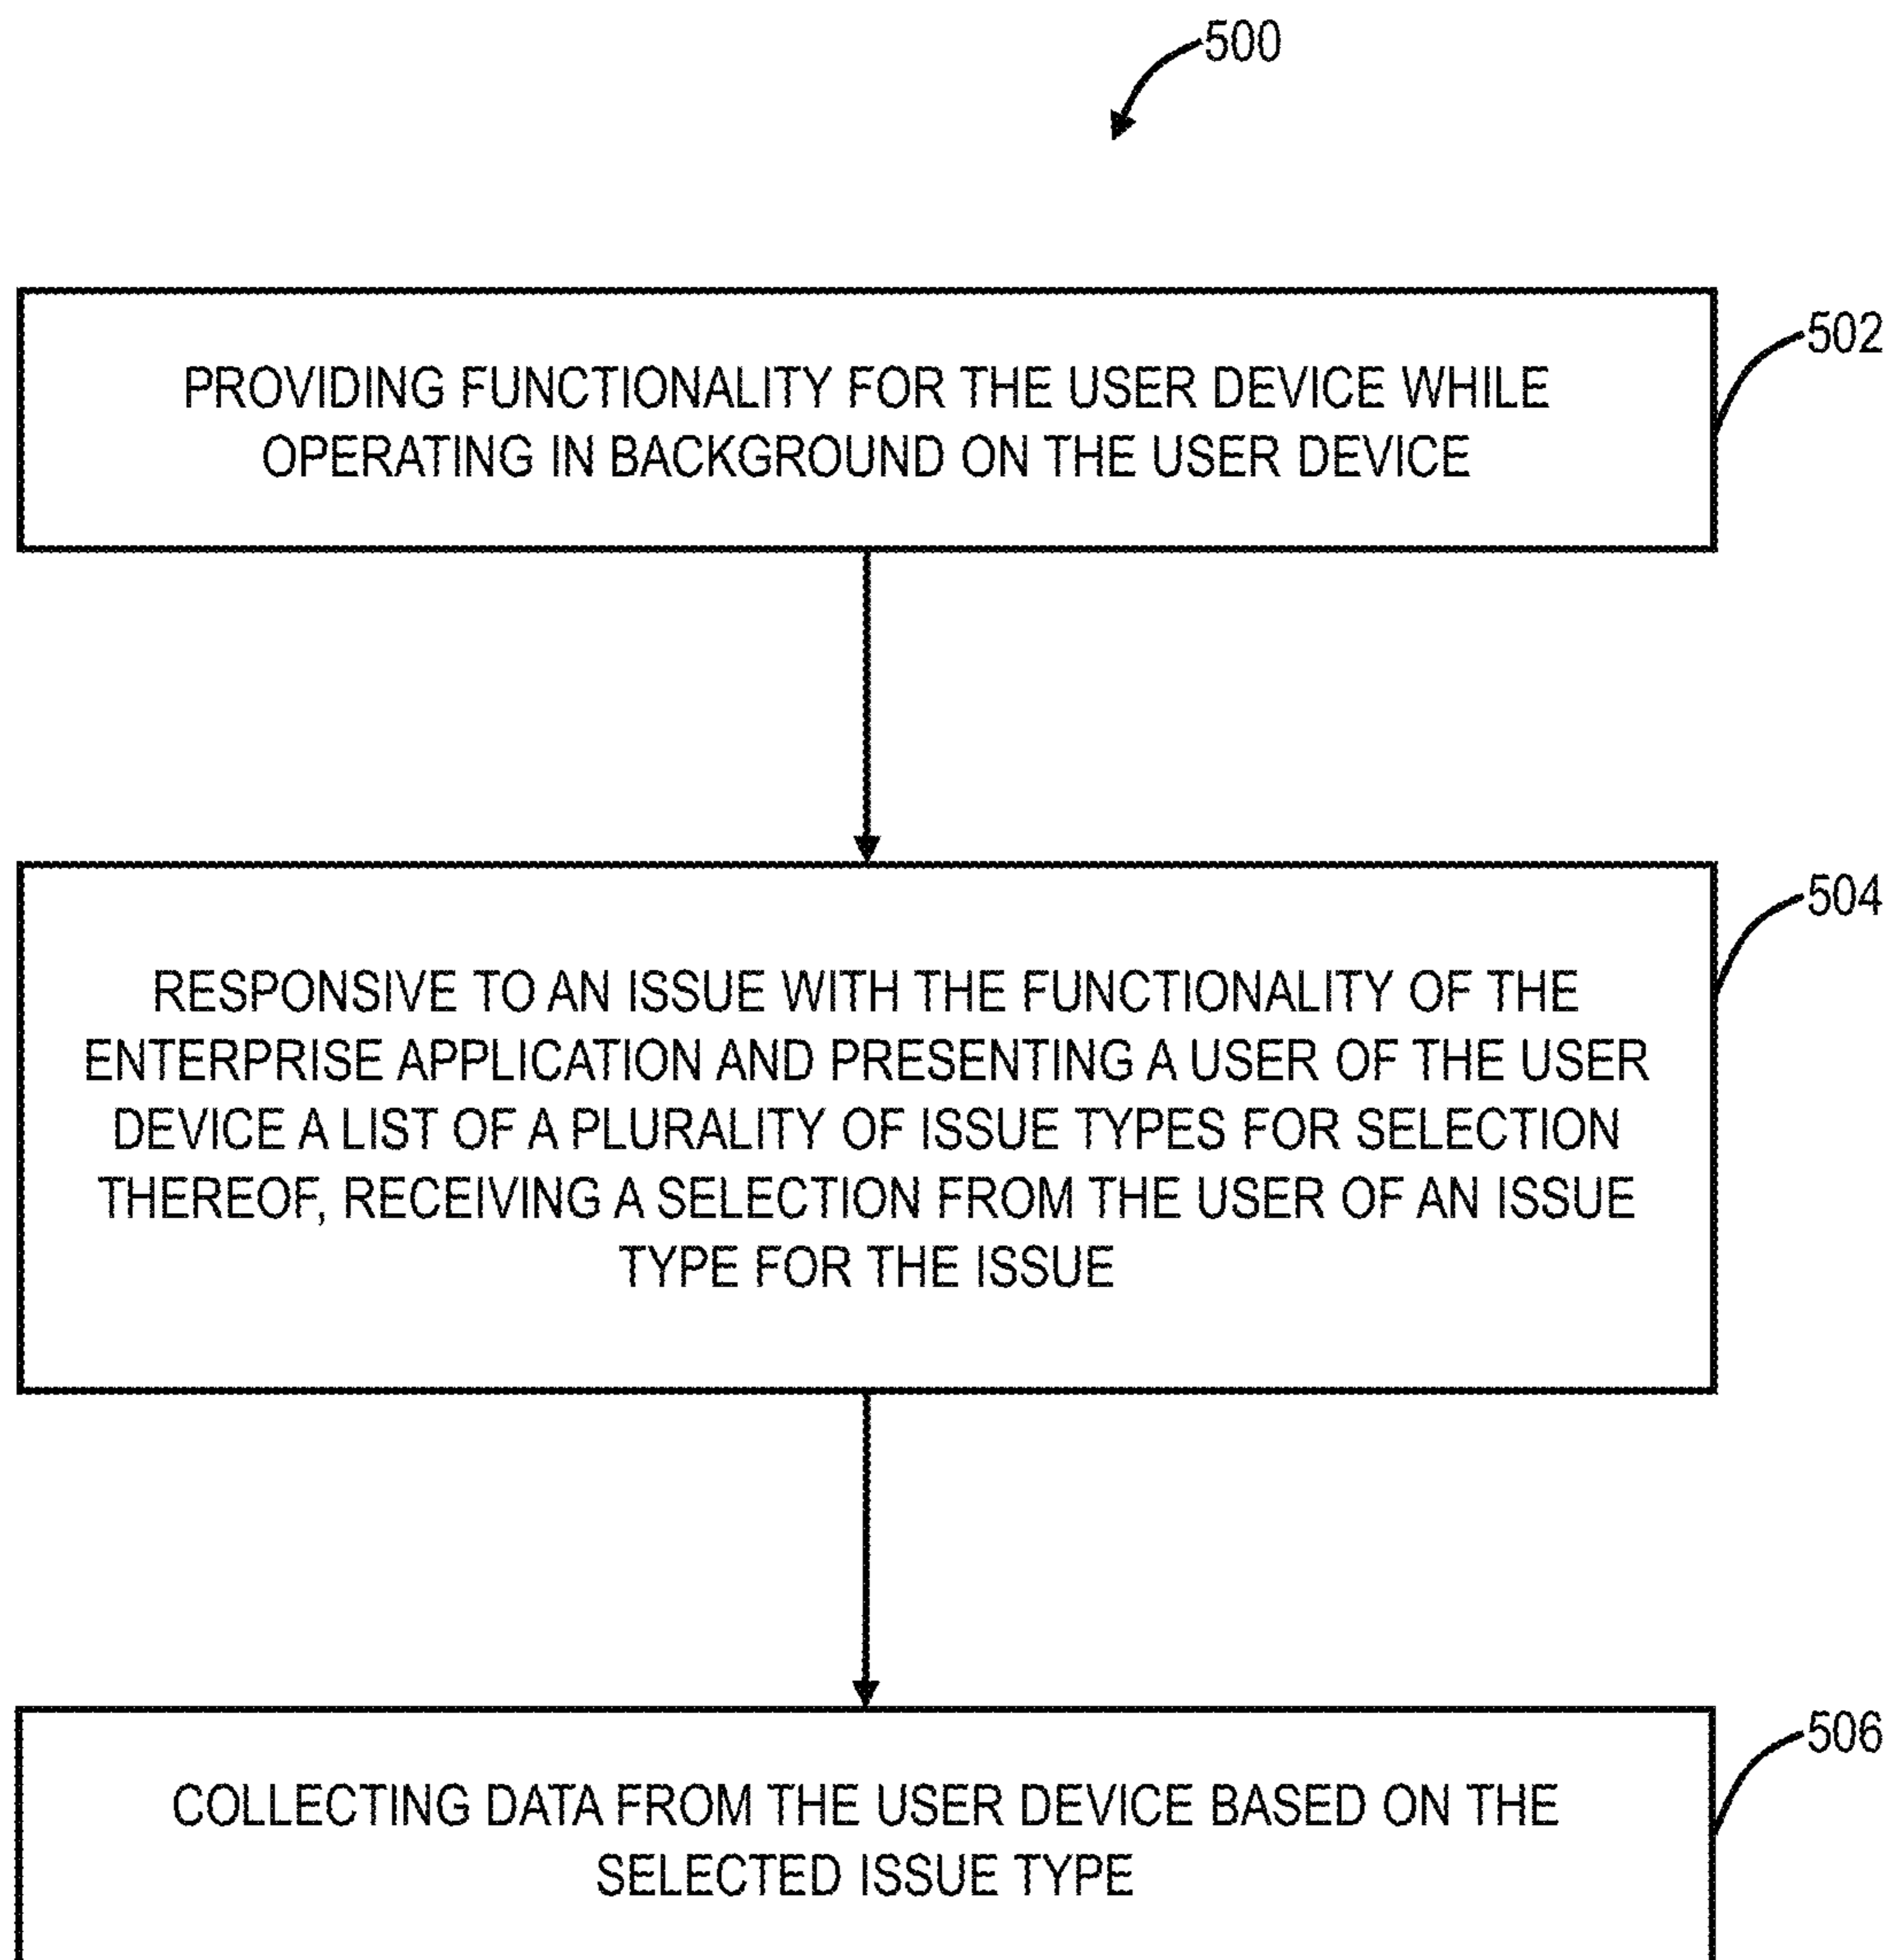 500
502
PROVIDING FUNCTIONALITY FOR THE USER DEVICE WHILE
OPERATING IN BACKGROUND ON THE USER DEVICE
504
RESPONSIVE TO AN ISSUE WITH THE FUNCTIONALITY OF THE
ENTERPRISE APPLICATION AND PRESENTING A USER OF THE USER
DEVICE A LIST OF A PLURALITY OF ISSUE TYPES FOR SELECTION
THEREOF, RECEIVING A SELECTION FROM THE USER OF AN ISSUE
TYPE FOR THE ISSUE
506
COLLECTING DATA FROM THE USER DEVICE BASED ON THE
SELECTED ISSUE TYPE